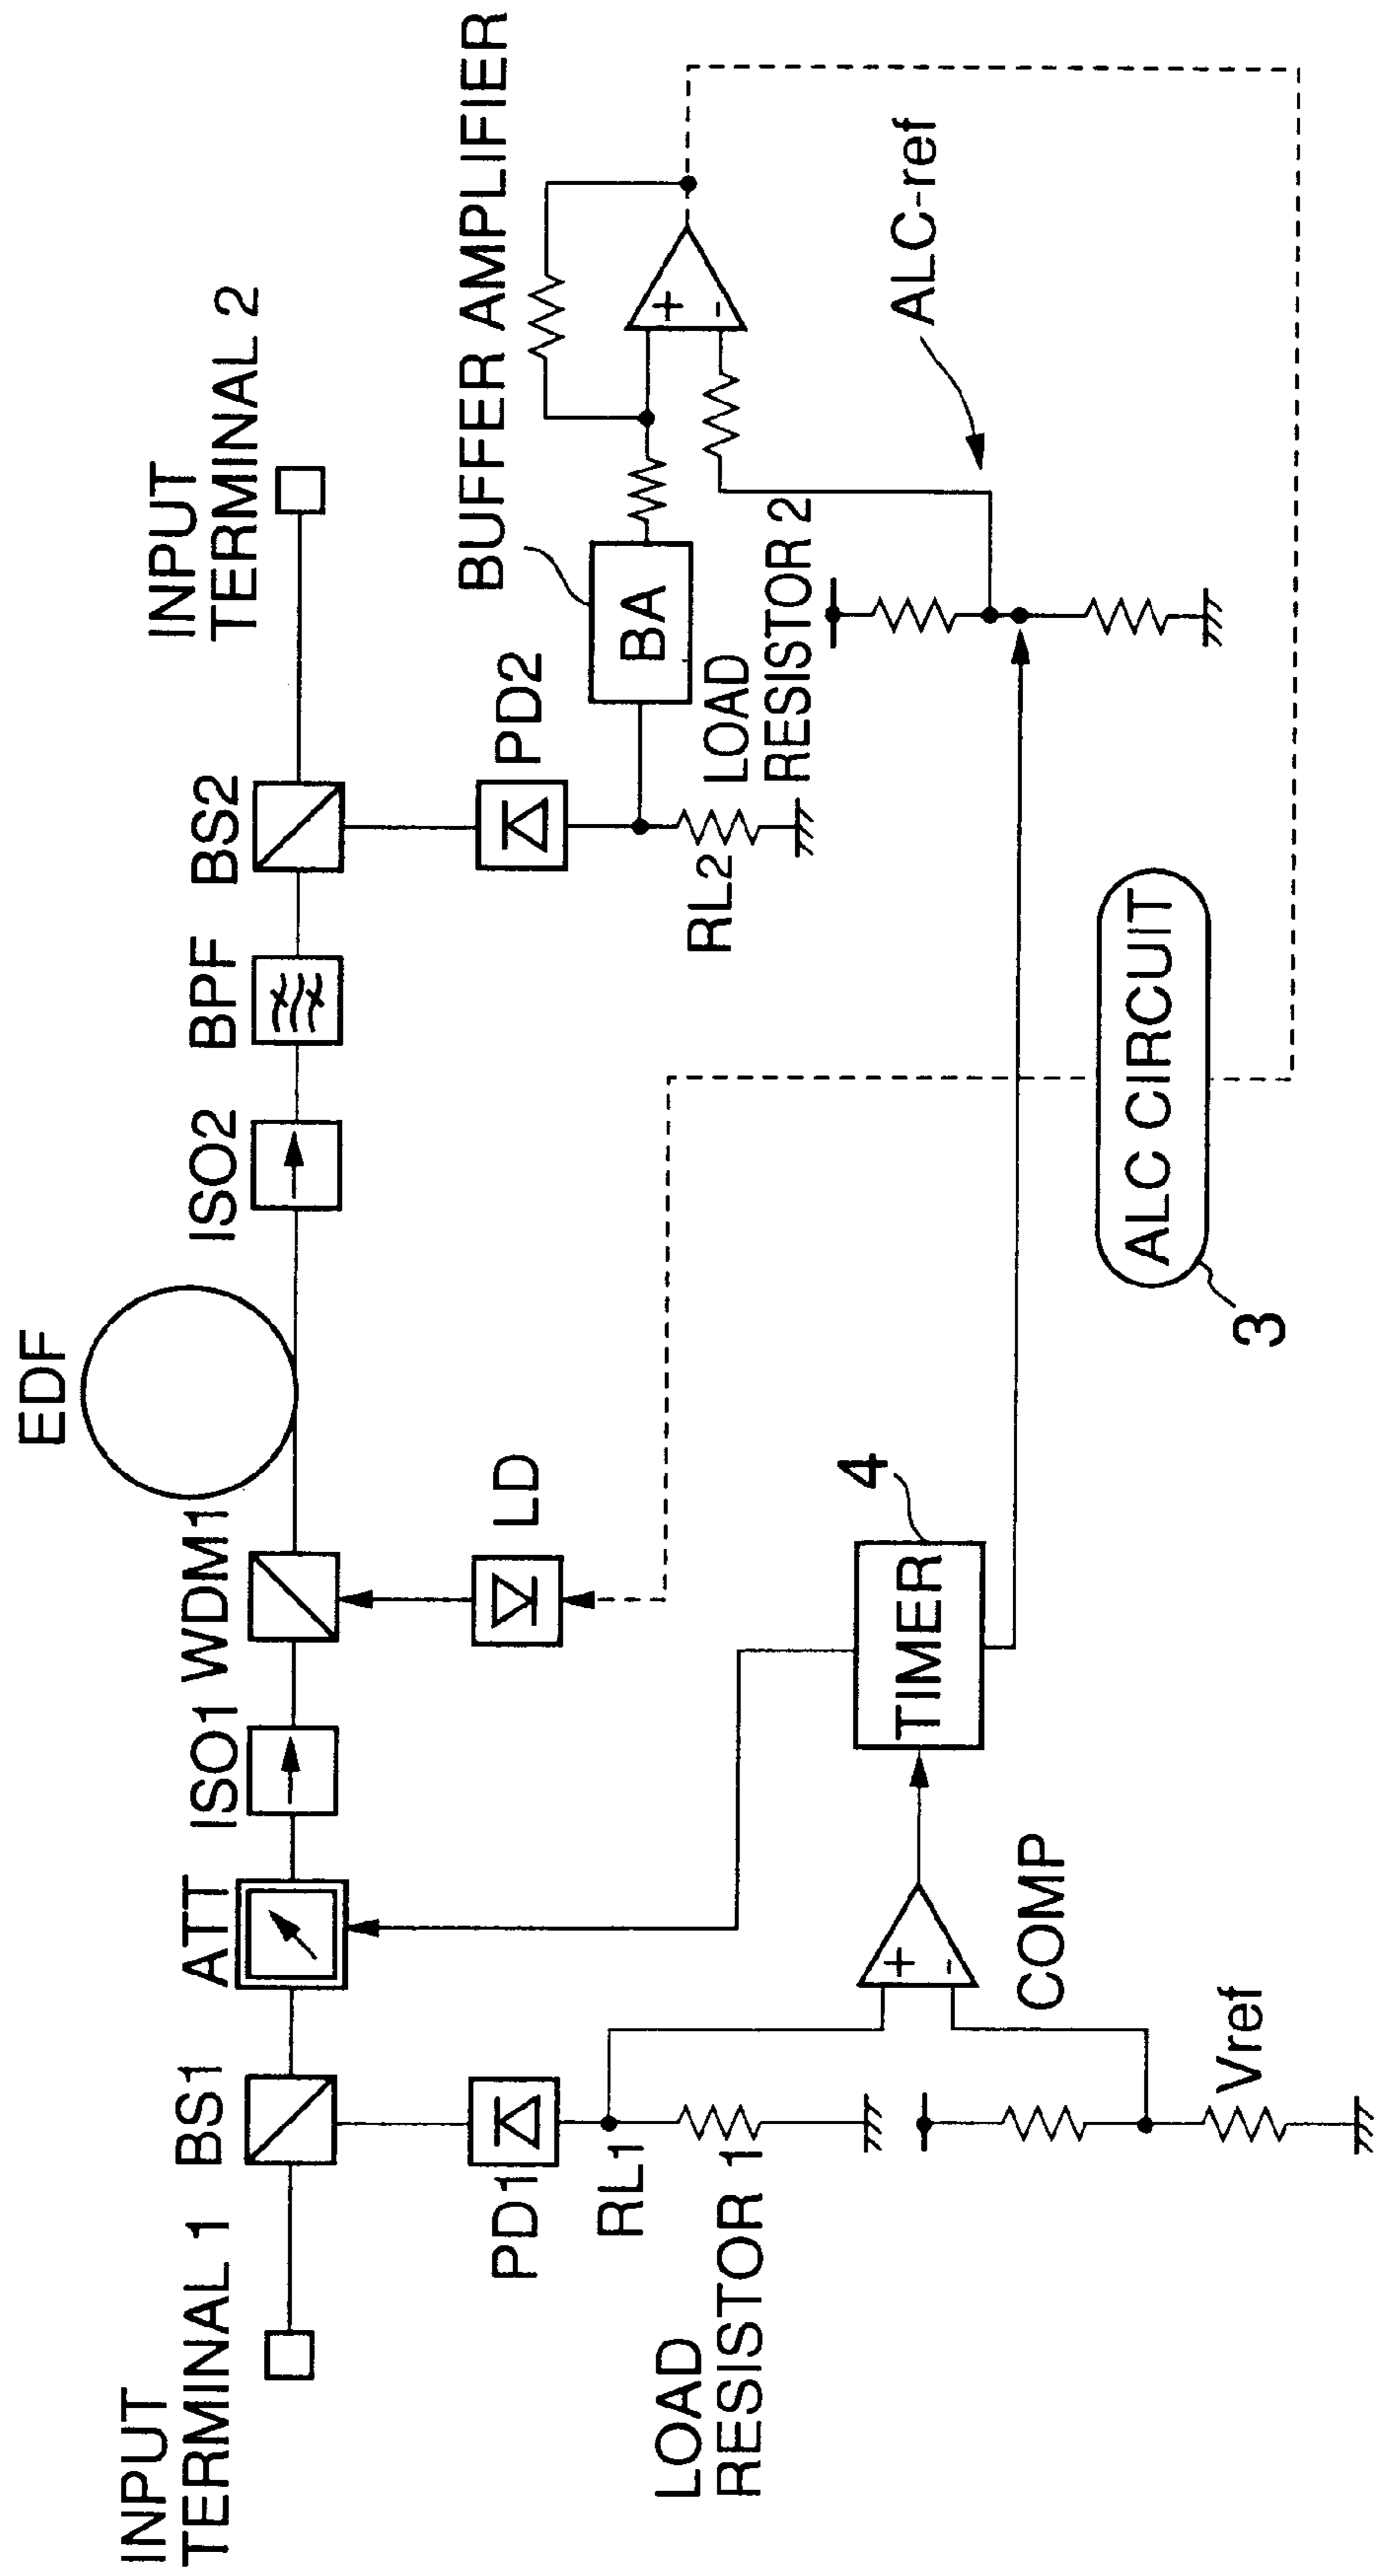 EDF
INPUT
TERMINAL 1
BS1
ATT
ISO1
WDM1
ISO2
BPF
BS2
INPUT
TERMINAL 2
PD1
LD
PD2
BUFFER AMPLIFIER
RL1
LOAD
RESISTOR 1
+
-
COMP
Vref
TIMER
4
RL2
LOAD
RESISTOR 2
BA
+
-
ALC-ref
ALC CIRCUIT
3